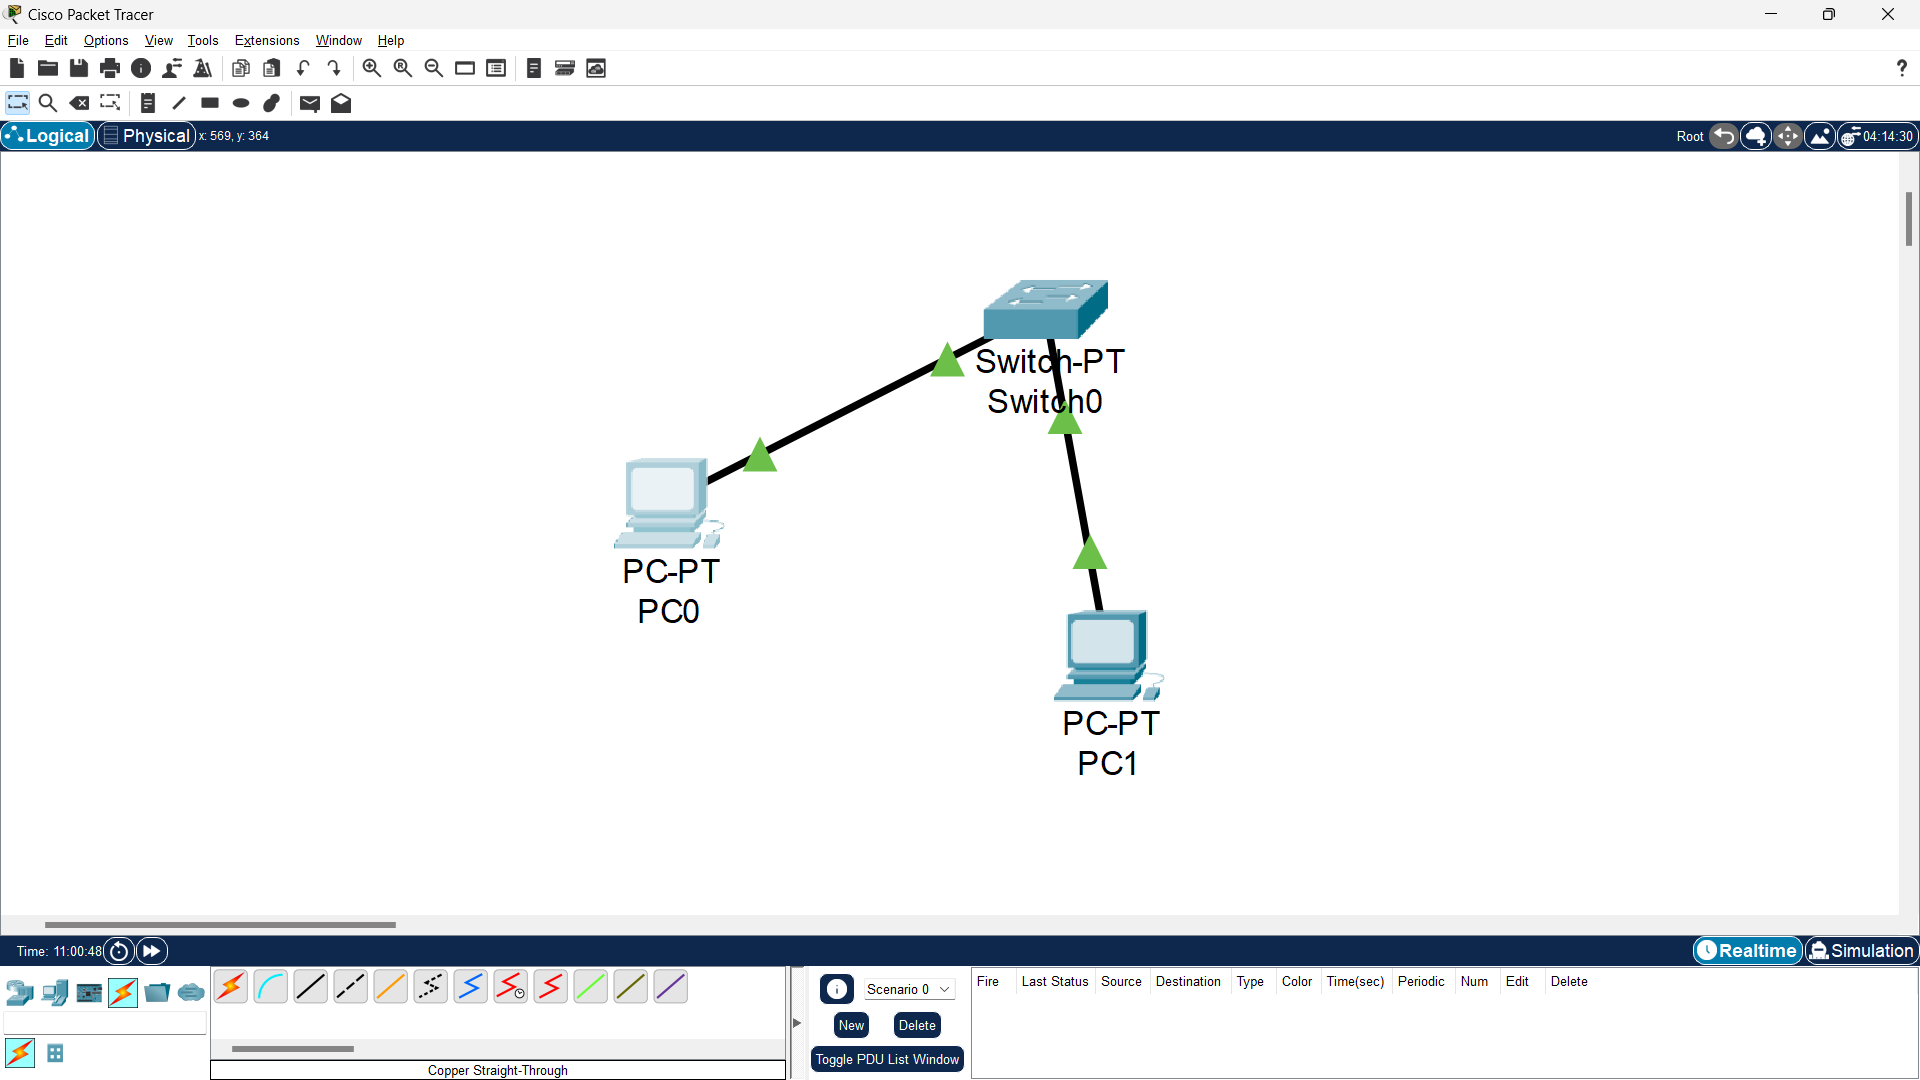 Cisco Packet Tracer
File Edit Options View Tools Extensions Window Help
?
Logical Physical x: 569, y: 364 Root 04:14:30
Switch-PT
Switch0
PC-PT
PC0
PC-PT
PC1
Time: 11:00:48 Realtime Simulation
Scenario 0 Fire Last Status Source Destination Type Color Time(sec) Periodic Num Edit Delete
New Delete
Toggle PDU List Window
Copper Straight-Through